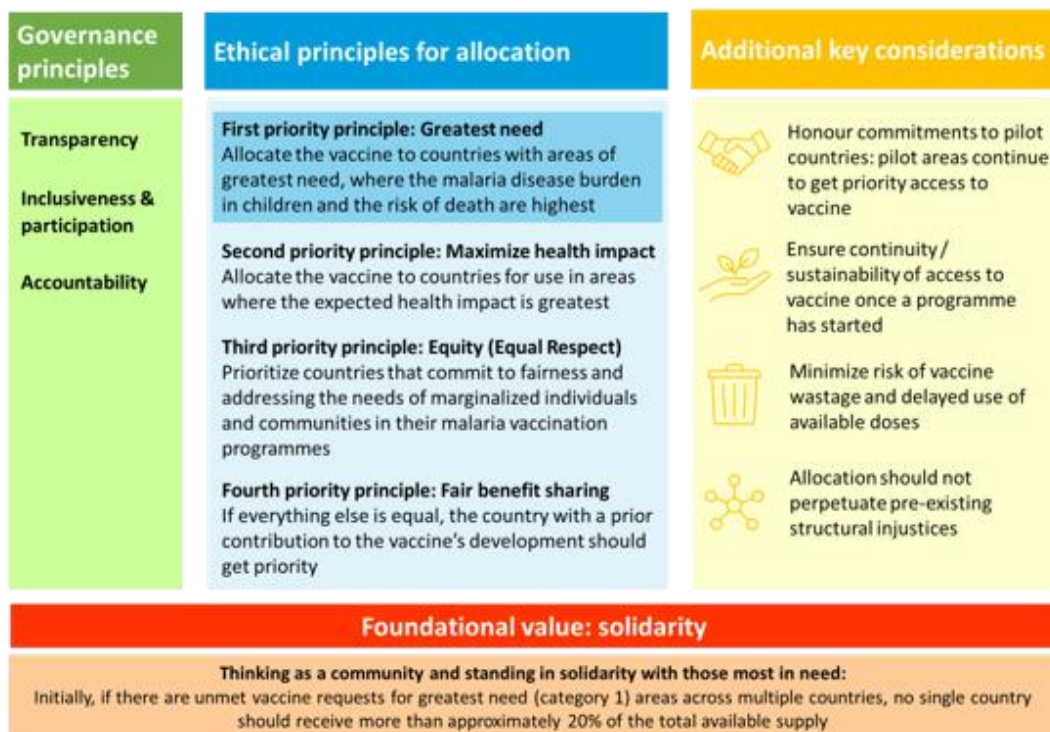 Governance
principles
Transparency
Inclusiveness &
participation
Accountability
Ethical principles for allocation
First priority principle: Greatest need
Allocate the vaccine to countries with areas of
greatest need, where the malaria disease burden
in children and the risk of death are highest
Second priority principle: Maximize health impact
Allocate the vaccine to countries for use in areas
where the expected health impact is greatest
Third priority principle: Equity (Equal Respect)
Prioritize countries that commit to fairness and
addressing the needs of marginalized individuals
and communities in their malaria vaccination
programmes
Fourth priority principle: Fair benefit sharing
If everything else is equal, the country with a prior
contribution to the vaccine's development should
get priority
Additional key considerations
Honour commitments to pilot
countries: pilot areas continue
to get priority access to
vaccine
Ensure continuity/
sustainability of access to
vaccine once a programme
has started
Minimize risk of vaccine
wastage and delayed use of
available doses
Allocation should not
perpetuate pre-existing
structural injustices
Foundational value: solidarity
Thinking as a community and standing in solidarity with those most in need:
Initially, if there are unmet vaccine requests for greatest need (category 1) areas across multiple countries, no single country
should receive more than approximately 20% of the total available supply